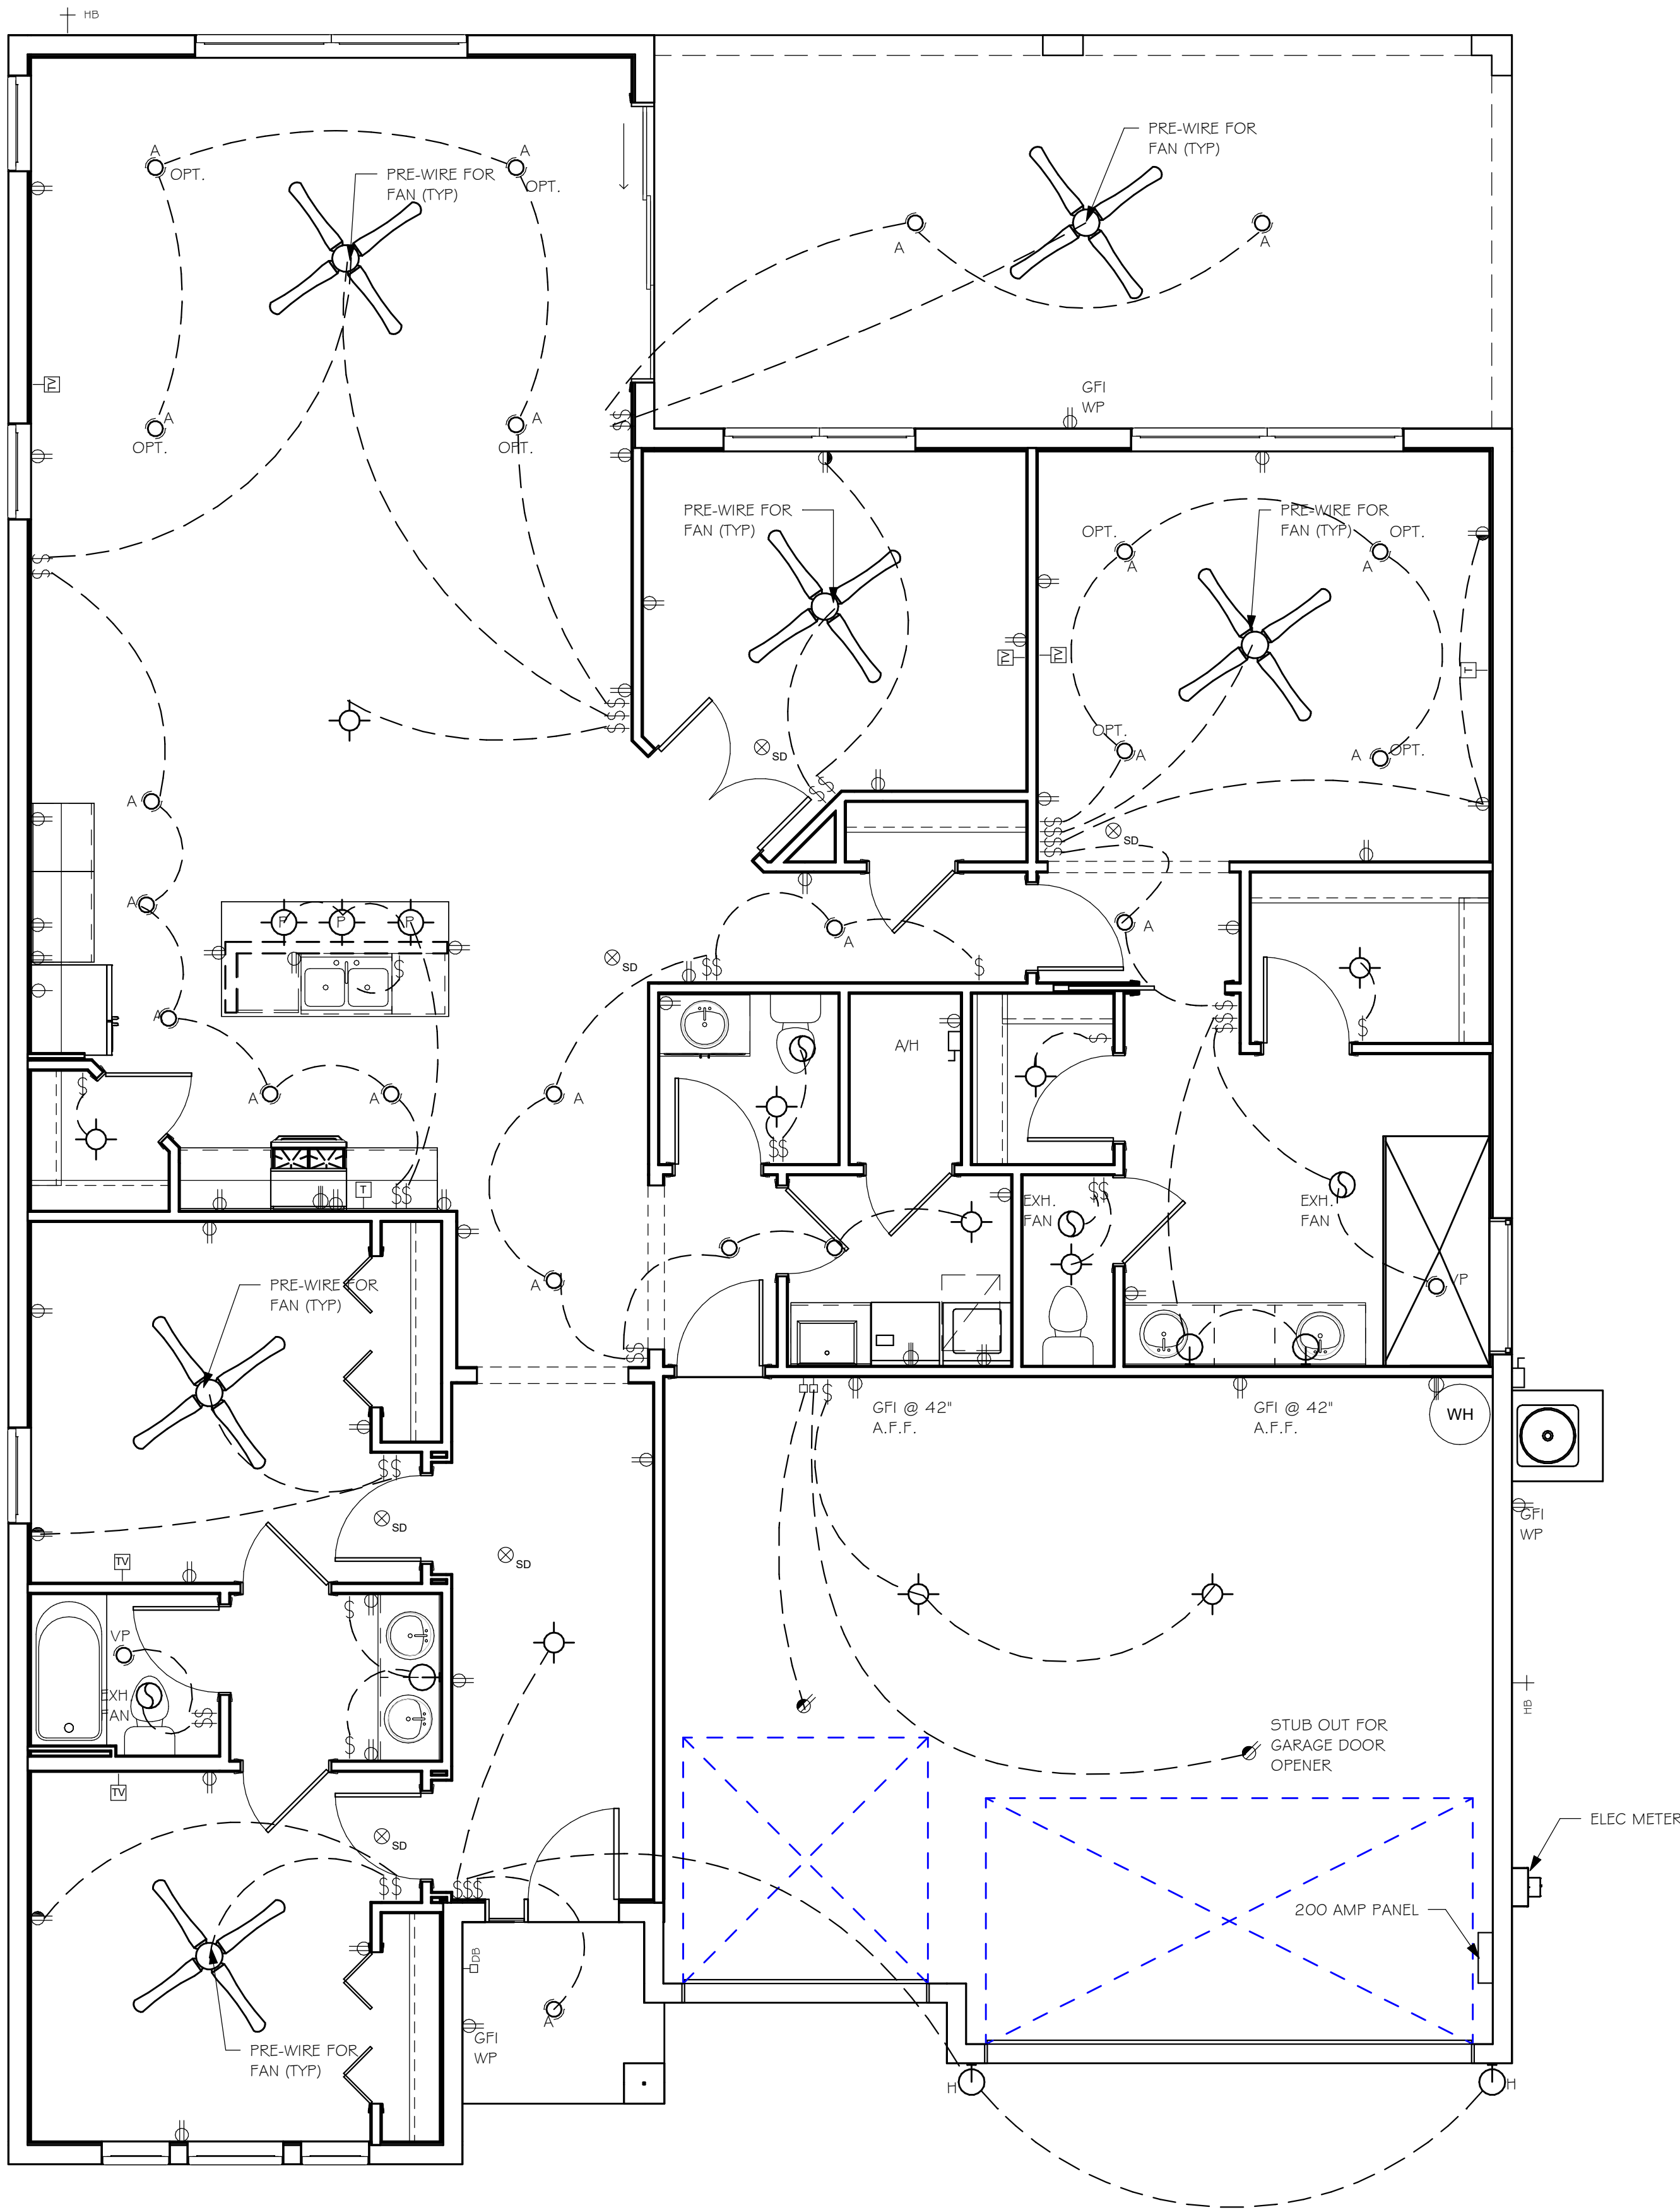 HB
A
OPT.
A
OPT.
PRE-WIRE FOR
FAN (TYP)
PRE-WIRE FOR
FAN (TYP)
A
A
TV
A
OPT.
A
OPT.
GFI
WP
$$
PRE-WIRE FOR
FAN (TYP)
PRE-WIRE FOR
FAN (TYP)
OPT.
A
OPT.
A
$$
TV
TV
T
$$$
OPT.
A
A
OPT.
SD
$$
A
$$$$
SD
A
P
P
P
A
A
SD
$$
$
$
A
$$$
$
A/H
$
A
A
A
$
$$
T
$$
EXH.
FAN
$$
EXH.
FAN
VP
A
PRE-WIRE FOR
FAN (TYP)
$$
$
GFI @ 42"
A.F.F.
GFI @ 42"
A.F.F.
WH
$$
SD
SD
GFI
WP
TV
$
VP
EXH.
FAN
$$
$
HB
STUB OUT FOR
GARAGE DOOR
OPENER
TV
SD
ELEC METER
$$
$$$
200 AMP PANEL
DB
A
GFI
WP
PRE-WIRE FOR
FAN (TYP)
H
H